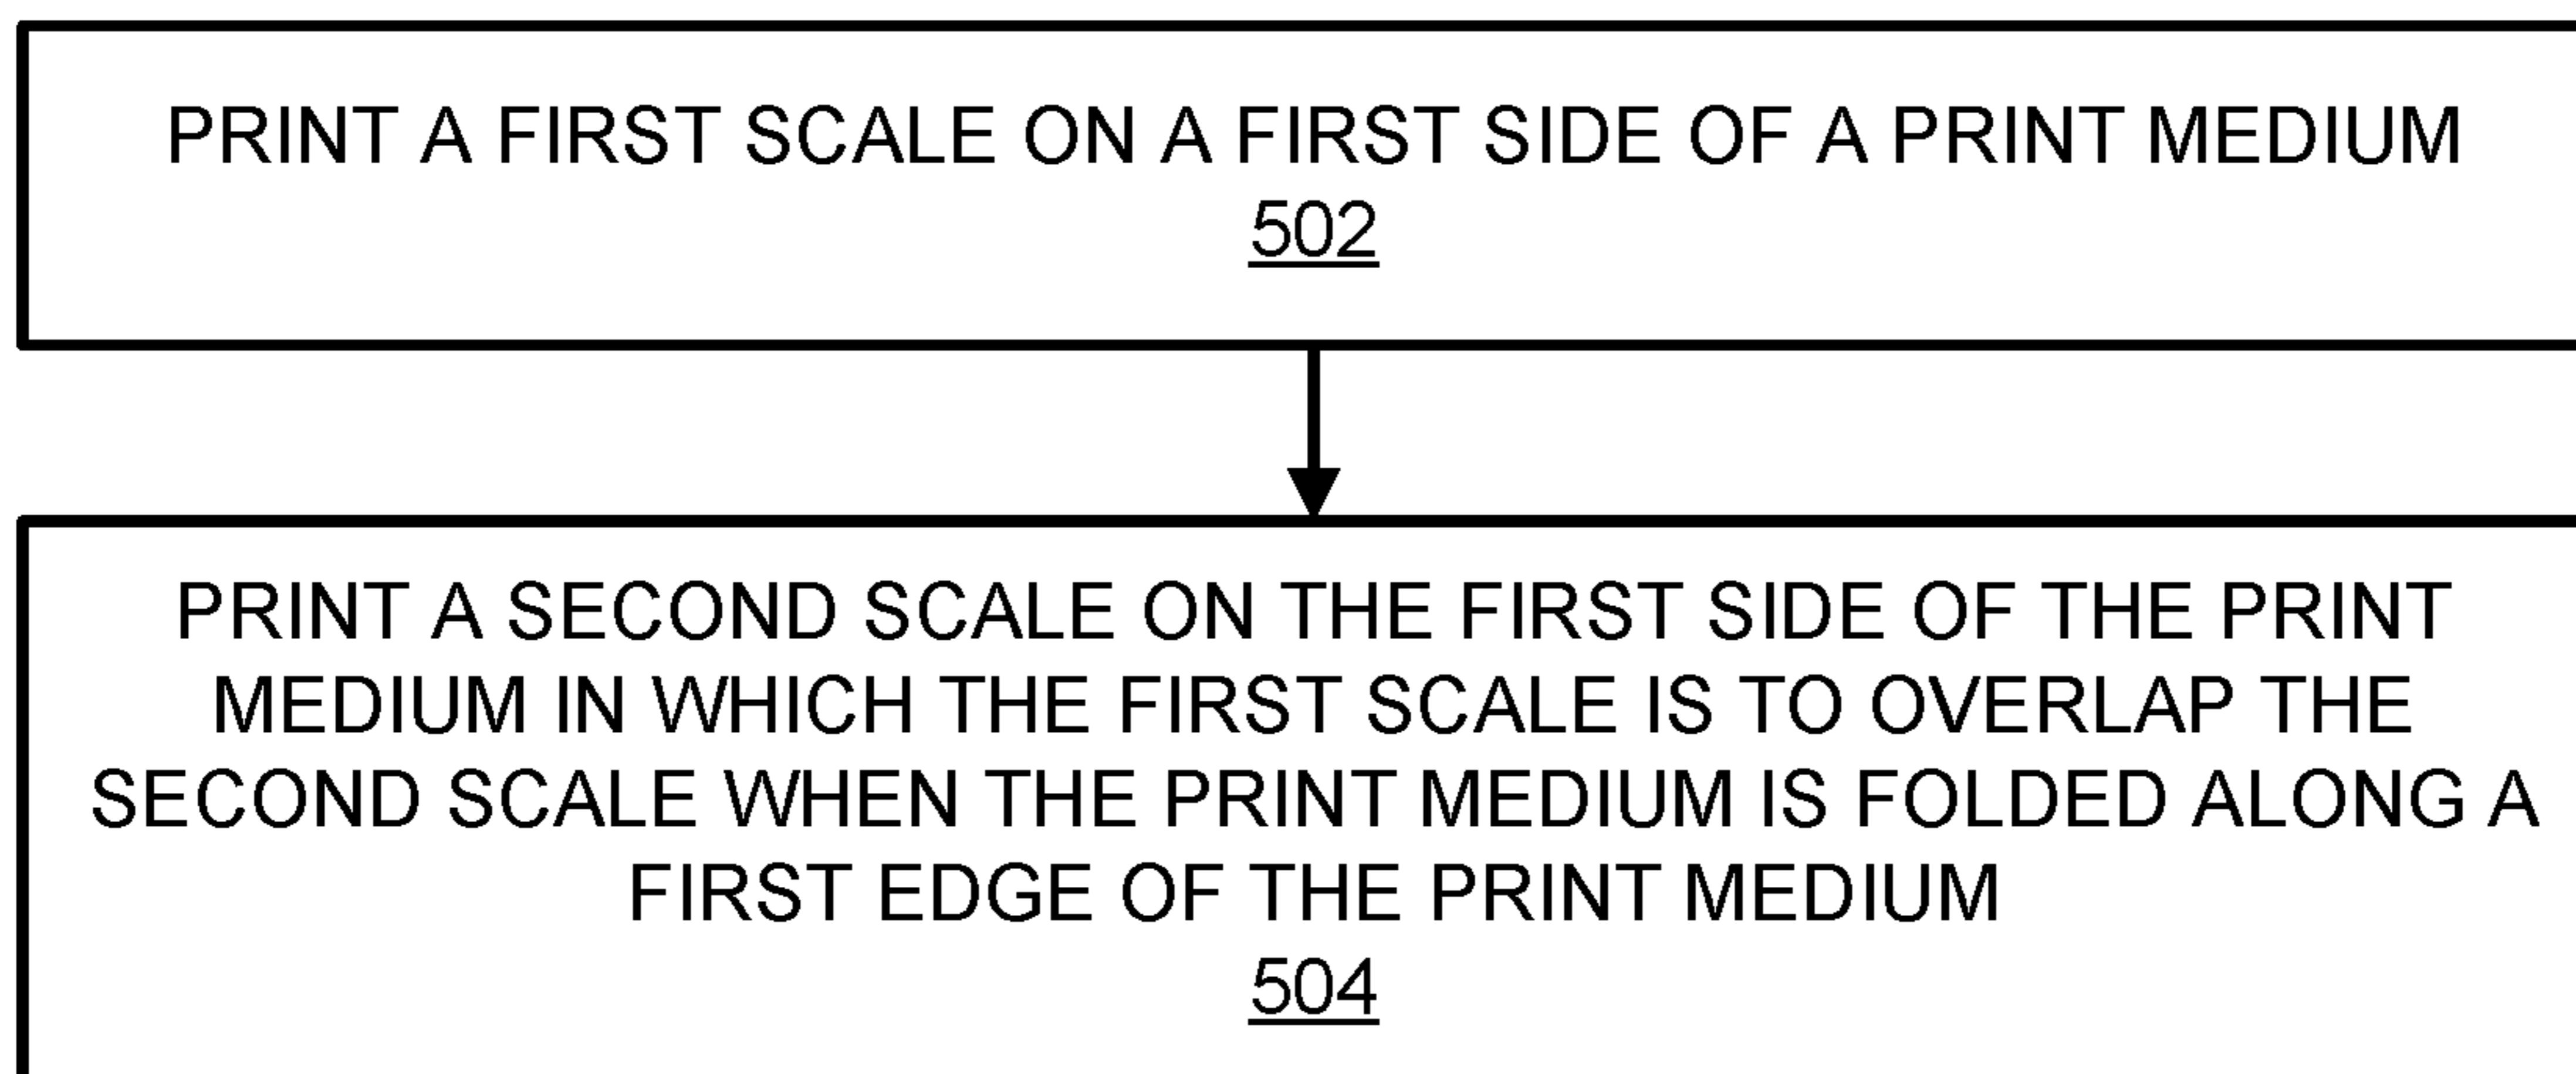 PRINT A FIRST SCALE ON A FIRST SIDE OF A PRINT MEDIUM
502
PRINT A SECOND SCALE ON THE FIRST SIDE OF THE PRINT
MEDIUM IN WHICH THE FIRST SCALE IS TO OVERLAP THE
SECOND SCALE WHEN THE PRINT MEDIUM IS FOLDED ALONG A
FIRST EDGE OF THE PRINT MEDIUM
504